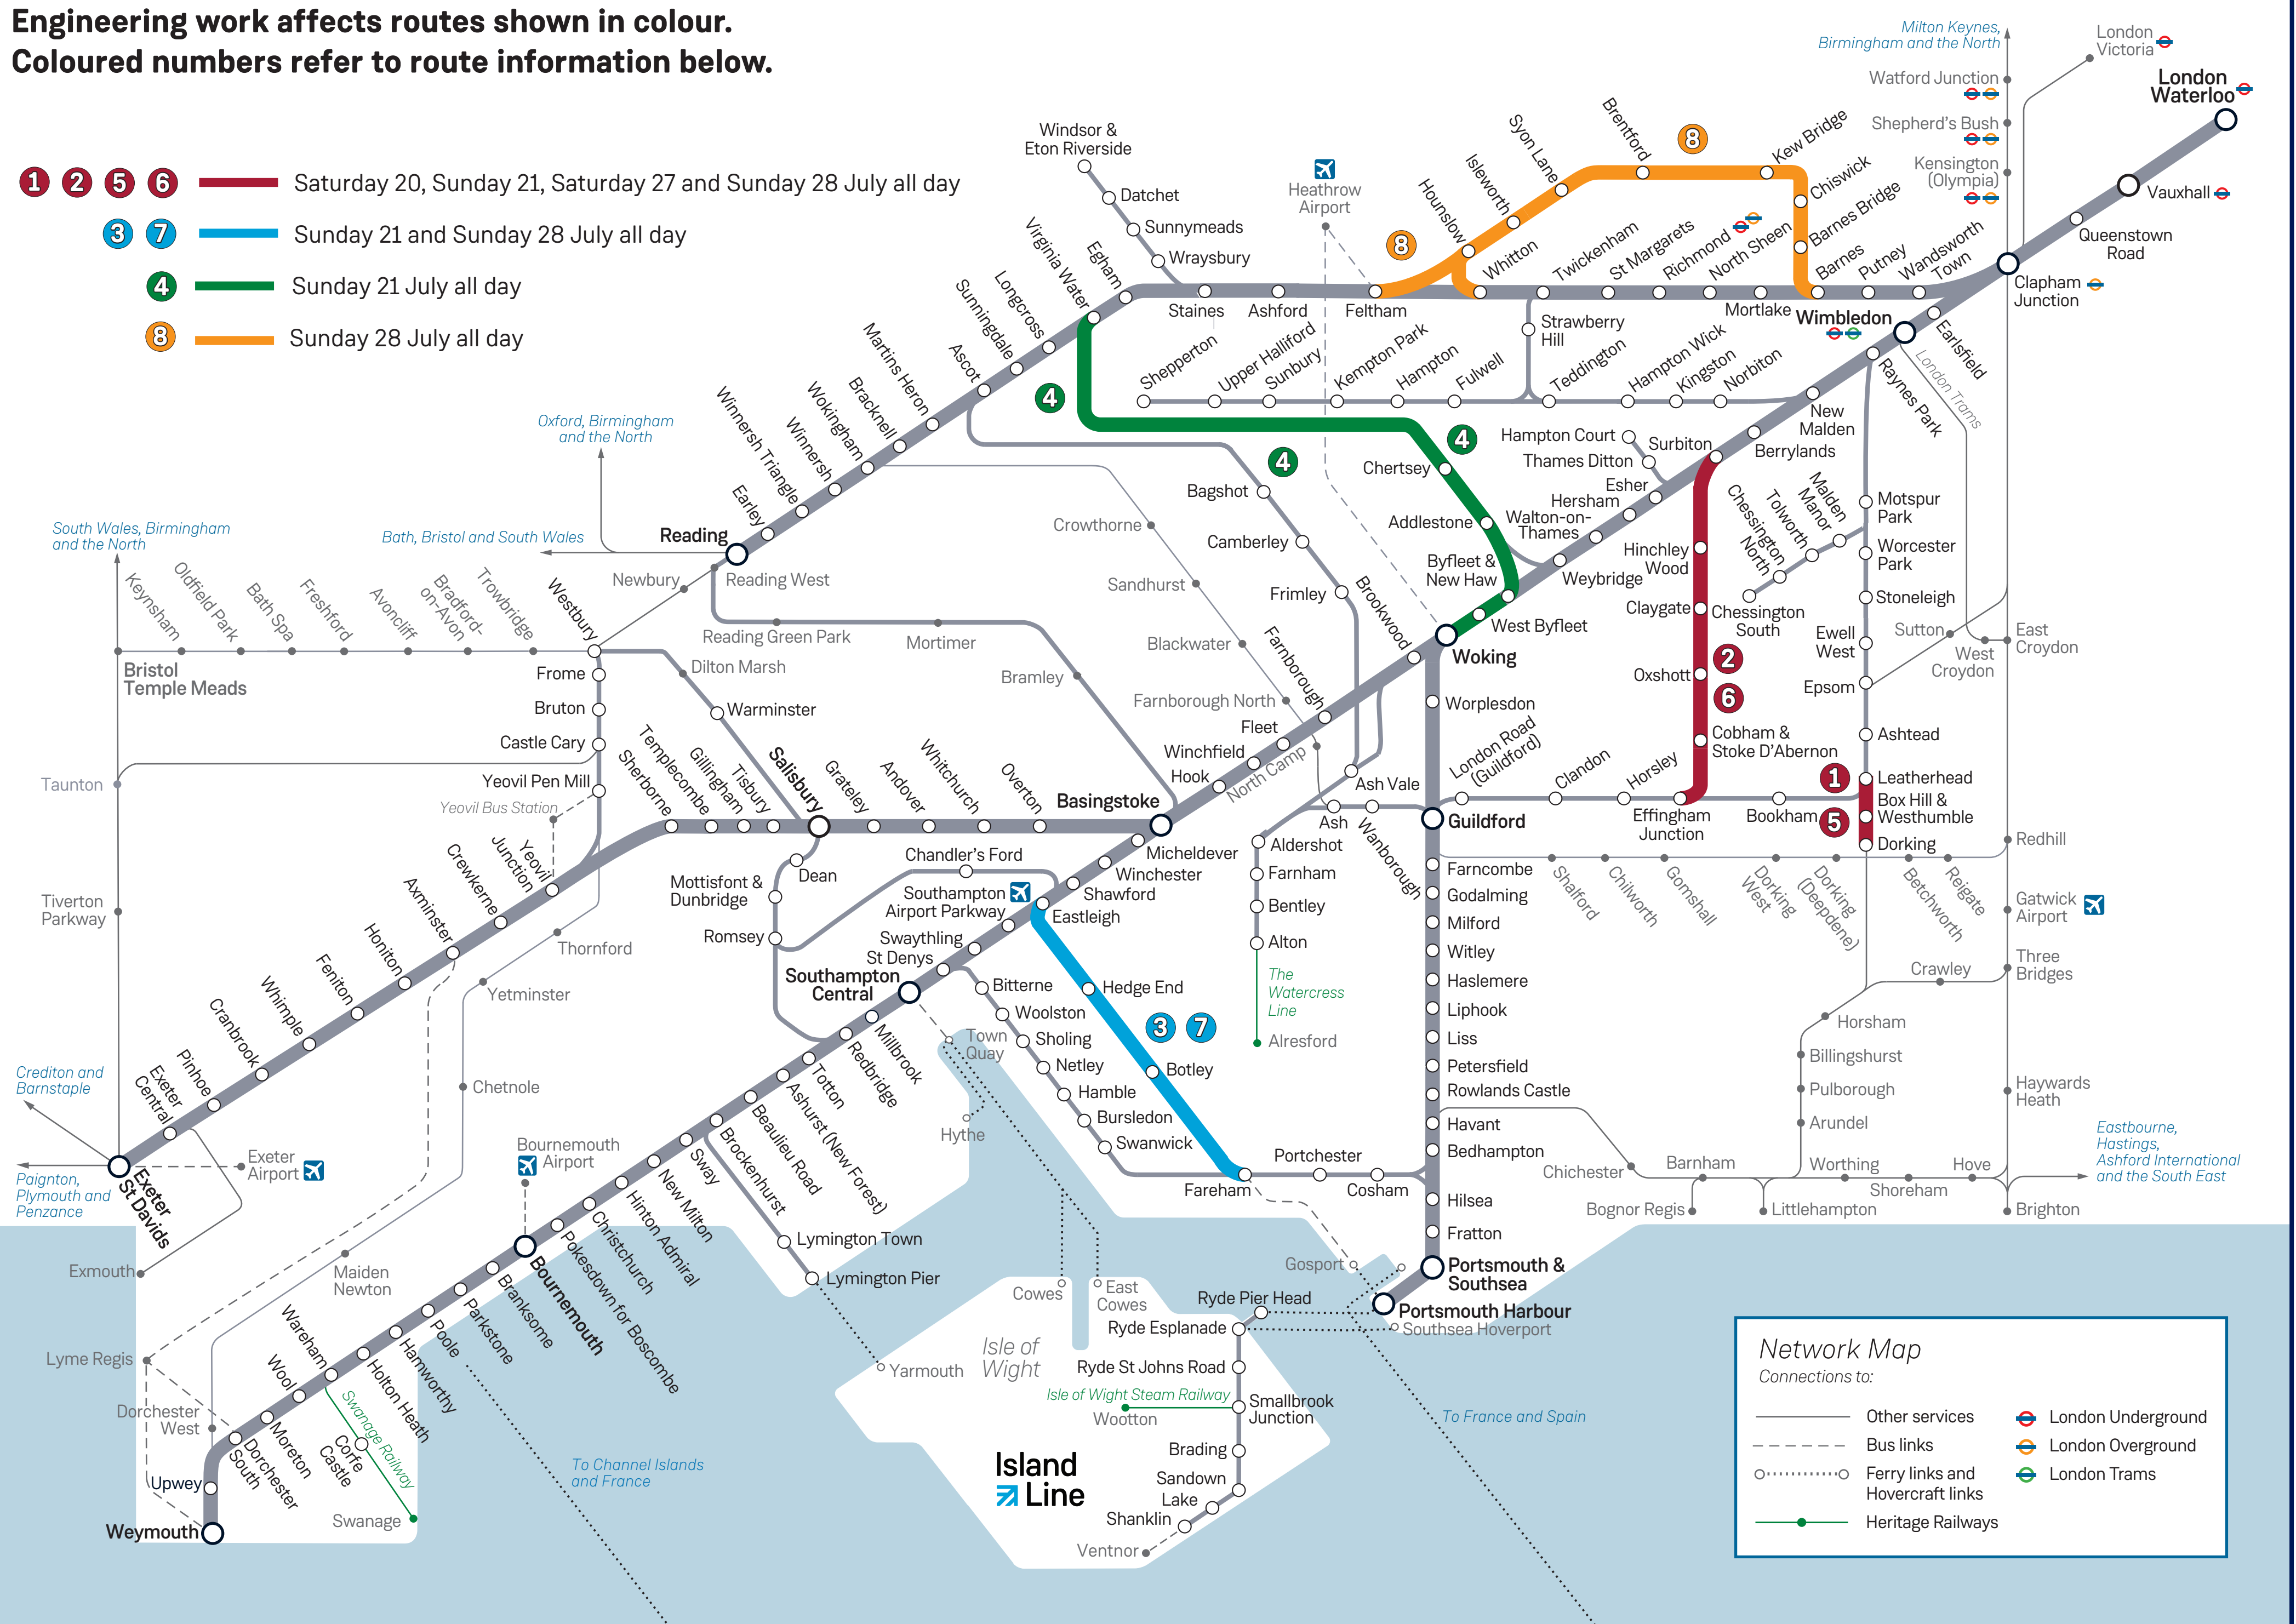 Engineering work affects routes shown in colour.
Coloured numbers refer to route information below.
1 2 5 6 Saturday 20, Sunday 21, Saturday 27 and Sunday 28 July all day
3 7 Sunday 21 and Sunday 28 July all day
4 Sunday 21 July all day
8 Sunday 28 July all day
Milton Keynes,
Birmingham and the North
London
Victoria
Watford Junction
London
Waterloo
Shepherd's Bush
Kensington
(Olympia)
Vauxhall
Queenstown
Road
Clapham
Junction
Windsor &
Eton Riverside
Datchet
Sunnymeads
Wraysbury
Heathrow
Airport
8
8
Hounslow
Isleworth
Syon Lane
Brentford
Kew Bridge
Chiswick
Barnes Bridge
Virginia Water
Egham
Staines
Ashford
Feltham
Whitton
Twickenham
St Margarets
Richmond
North Sheen
Mortlake
Barnes
Putney
Wandsworth
Town
Wimbledon
Earlsfield
London Trams
Raynes Park
Strawberry
Hill
Shepperton
Upper Halliford
Sunbury
Kempton Park
Hampton
Fulwell
Teddington
Hampton Wick
Kingston
Norbiton
New
Malden
Berrylands
Surbiton
Hampton Court
Thames Ditton
Esher
Hersham
Walton-on-
Thames
Weybridge
Byfleet &
New Haw
West Byfleet
Woking
4
4
4
Chertsey
Addlestone
Longcross
Sunningdale
Ascot
Martins Heron
Bracknell
Wokingham
Winnersh
Winnersh Triangle
Earley
Reading
Oxford, Birmingham
and the North
Bath, Bristol and South Wales
South Wales, Birmingham
and the North
Bagshot
Camberley
Frimley
Brookwood
Crowthorne
Sandhurst
Blackwater
Farnborough North
Farnborough
Fleet
Winchfield
Hook
North Camp
Ash Vale
Ash
Wanborough
Aldershot
Farnham
Bentley
Alton
The
Watercress
Line
Alresford
Newbury
Reading West
Reading Green Park
Mortimer
Bramley
Basingstoke
Keynsham
Oldfield Park
Bath Spa
Freshford
Avoncliff
Bradford-
on-Avon
Trowbridge
Westbury
Bristol
Temple Meads
Frome
Bruton
Castle Cary
Yeovil Pen Mill
Yeovil Bus Station
Dilton Marsh
Warminster
Taunton
Tiverton
Parkway
Sherborne
Templecombe
Gillingham
Tisbury
Salisbury
Grateley
Andover
Whitchurch
Overton
Yeovil
Junction
Crewkerne
Axminster
Honiton
Feniton
Whimple
Cranbrook
Pinhoe
Exeter
Central
Exeter
St Davids
Crediton and
Barnstaple
Paignton,
Plymouth and
Penzance
Exeter
Airport
Exmouth
Lyme Regis
Thornford
Yetminster
Chetnole
Maiden
Newton
Dorchester
West
Dean
Mottisfont &
Dunbridge
Romsey
Chandler's Ford
Southampton
Airport Parkway
Micheldever
Winchester
Shawford
Eastleigh
Swaythling
St Denys
Southampton
Central
3 7
Hedge End
Botley
Bitterne
Woolston
Sholing
Netley
Hamble
Bursledon
Swanwick
Fareham
Portchester
Cosham
Town
Quay
Hythe
Millbrook
Redbridge
Totton
Ashurst (New Forest)
Beaulieu Road
Brockenhurst
Sway
New Milton
Hinton Admiral
Christchurch
Pokesdown for Boscombe
Bournemouth
Bournemouth
Airport
Branksome
Parkstone
Poole
Hamworthy
Holton Heath
Wareham
Wool
Moreton
Dorchester
South
Upwey
Weymouth
Corfe
Castle
Swanage Railway
Swanage
Lymington Town
Lymington Pier
Yarmouth
To Channel Islands
and France
Worplesdon
Guildford
London Road
(Guildford)
Clandon
Horsley
Effingham
Junction
Bookham
Hinchley
Wood
Claygate
Oxshott
Cobham &
Stoke D'Abernon
2
6
1
5
Chessington
North
Tolworth
Malden
Manor
Chessington
South
Motspur
Park
Worcester
Park
Stoneleigh
Ewell
West
Epsom
Ashtead
Leatherhead
Box Hill &
Westhumble
Dorking
Sutton
West
Croydon
East
Croydon
Redhill
Gatwick
Airport
Three
Bridges
Crawley
Haywards
Heath
Shalford
Chilworth
Gomshall
Dorking
West
Dorking
(Deepdene)
Betchworth
Reigate
Horsham
Billingshurst
Pulborough
Arundel
Farncombe
Godalming
Milford
Witley
Haslemere
Liphook
Liss
Petersfield
Rowlands Castle
Havant
Bedhampton
Hilsea
Fratton
Portsmouth &
Southsea
Portsmouth Harbour
Southsea Hoverport
Gosport
Chichester
Barnham
Bognor Regis
Littlehampton
Worthing
Shoreham
Hove
Brighton
Eastbourne,
Hastings,
Ashford International
and the South East
Cowes
East
Cowes
Isle of
Wight
Ryde Pier Head
Ryde Esplanade
Ryde St Johns Road
Isle of Wight Steam Railway
Wootton
Smallbrook
Junction
Brading
Sandown
Lake
Shanklin
Ventnor
Island
Line
To France and Spain
Network Map
Connections to:
Other services
Bus links
Ferry links and
Hovercraft links
Heritage Railways
London Underground
London Overground
London Trams